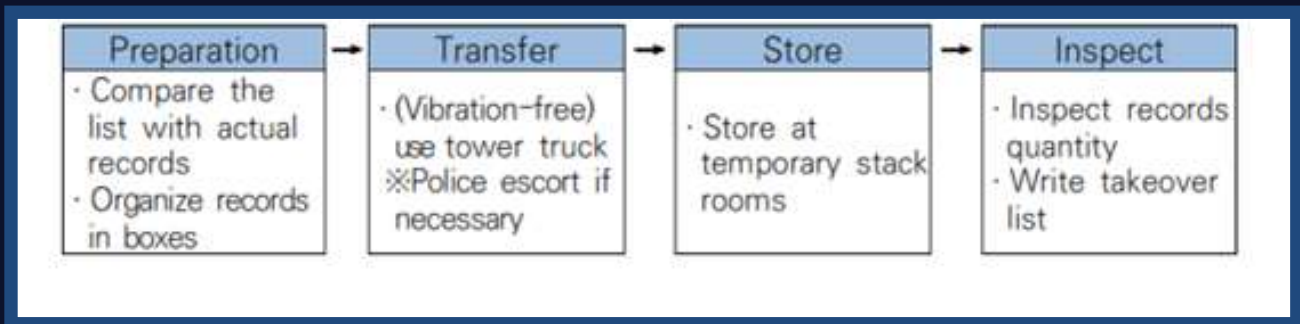 Preparation
· Compare the
list with actual
records
· Organize records
in boxes
→
Transfer
· (Vibration-free)
use tower truck
※Police escort if
necessary
→
Store
· Store at
temporary stack
rooms
→
Inspect
· Inspect records
quantity
· Write takeover
list